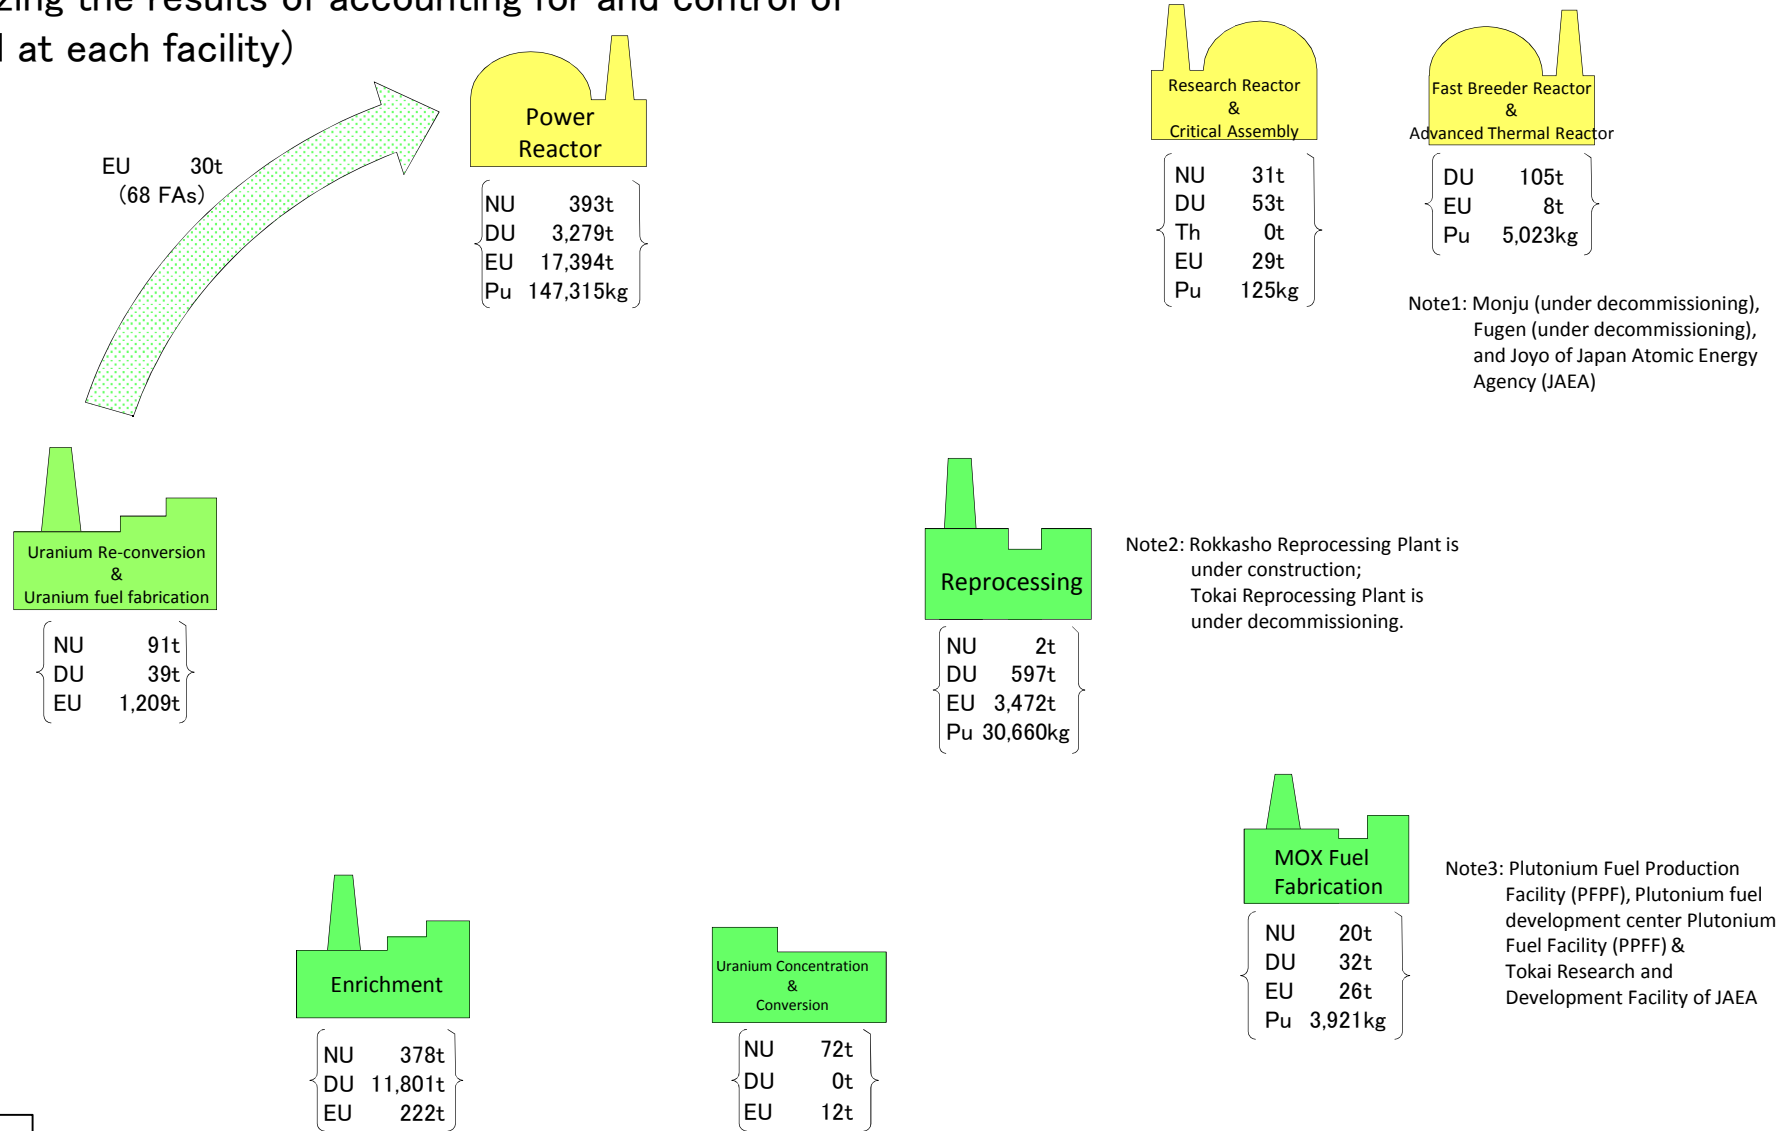 zing the results of accounting for and control of
at each facility)
EU 30t
(68 FAs)
Power
Reactor
NU 393t
DU 3,279t
EU 17,394t
Pu 147,315kg
Research Reactor
&
Critical Assembly
NU 31t
DU 53t
Th 0t
EU 29t
Pu 125kg
Fast Breeder Reactor
&
Advanced Thermal Reactor
DU 105t
EU 8t
Pu 5,023kg
Note1: Monju (under decommissioning),
Fugen (under decommissioning),
and Joyo of Japan Atomic Energy
Agency (JAEA)
Uranium Re-conversion
&
Uranium fuel fabrication
NU 91t
DU 39t
EU 1,209t
Reprocessing
NU 2t
DU 597t
EU 3,472t
Pu 30,660kg
Note2: Rokkasho Reprocessing Plant is
under construction;
Tokai Reprocessing Plant is
under decommissioning.
MOX Fuel
Fabrication
NU 20t
DU 32t
EU 26t
Pu 3,921kg
Note3: Plutonium Fuel Production
Facility (PFPF), Plutonium fuel
development center Plutonium
Fuel Facility (PPFF) &
Tokai Research and
Development Facility of JAEA
Enrichment
NU 378t
DU 11,801t
EU 222t
Uranium Concentration
&
Conversion
NU 72t
DU 0t
EU 12t